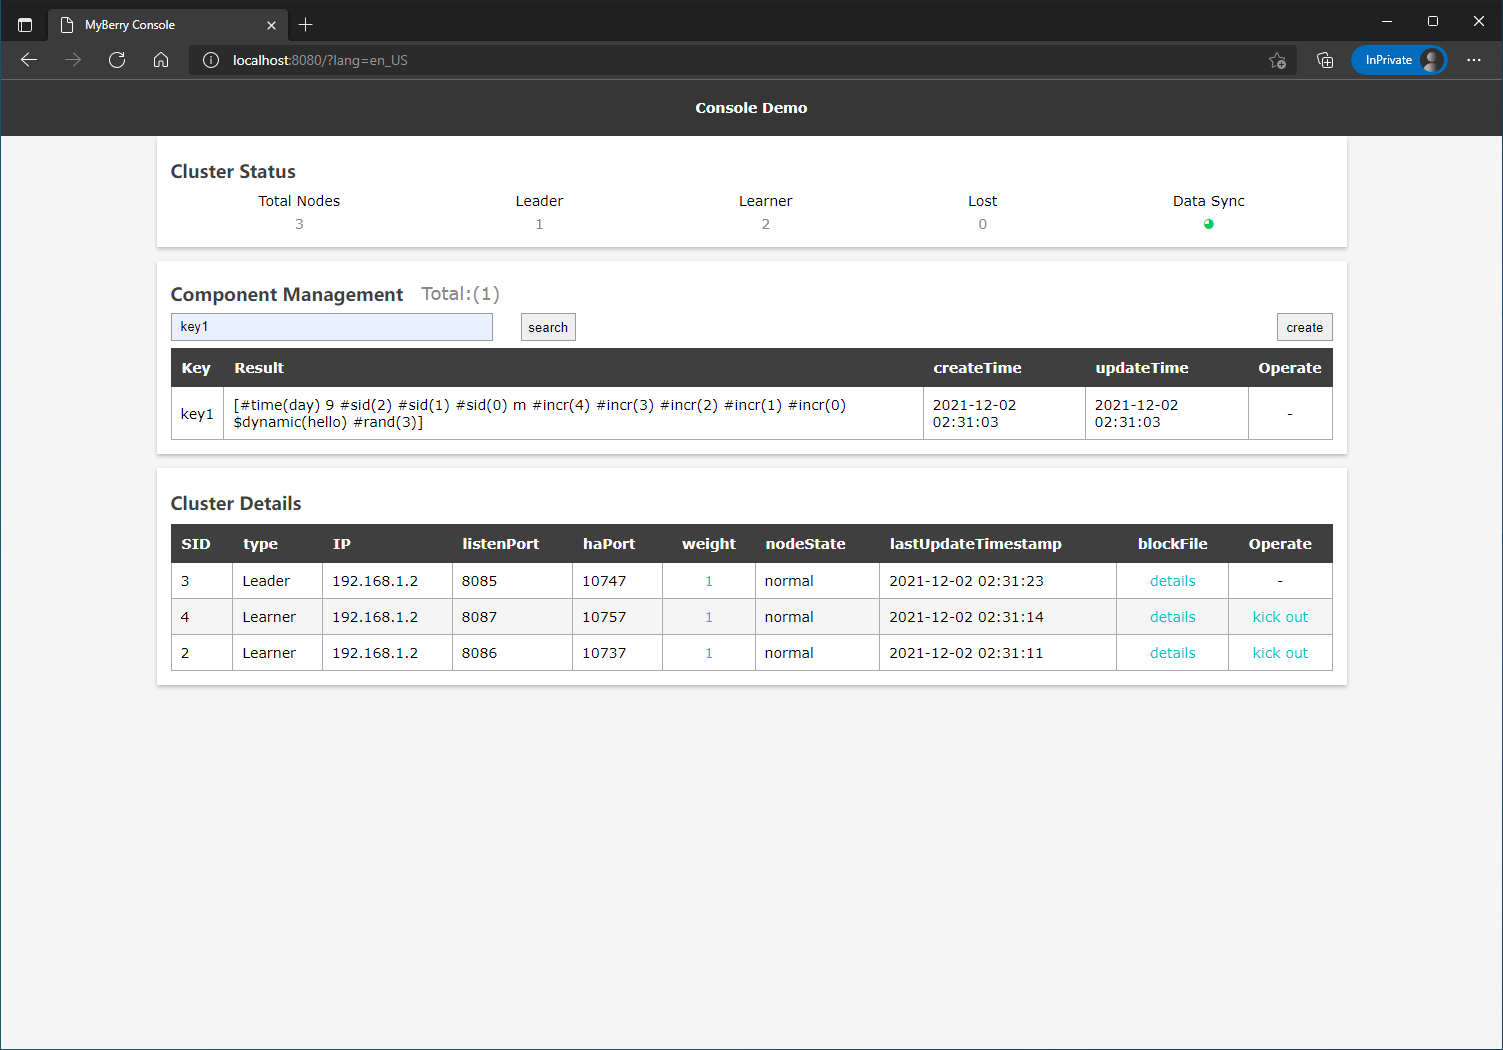 MyBerry Console
localhost:8080/?lang=en_US
InPrivate
Console Demo
Cluster Status
Total Nodes Leader Learner Lost Data Sync
3 1 2 0
Component Management Total:(1)
key1 search create
Key Result createTime updateTime Operate
key1 [#time(day) 9 #sid(2) #sid(1) #sid(0) m #incr(4) #incr(3) #incr(2) #incr(1) #incr(0) 2021-12-02 2021-12-02 -
$dynamic(hello) #rand(3)] 02:31:03 02:31:03
Cluster Details
SID type IP listenPort haPort weight nodeState lastUpdateTimestamp blockFile Operate
3 Leader 192.168.1.2 8085 10747 1 normal 2021-12-02 02:31:23 details -
4 Learner 192.168.1.2 8087 10757 1 normal 2021-12-02 02:31:14 details kick out
2 Learner 192.168.1.2 8086 10737 1 normal 2021-12-02 02:31:11 details kick out